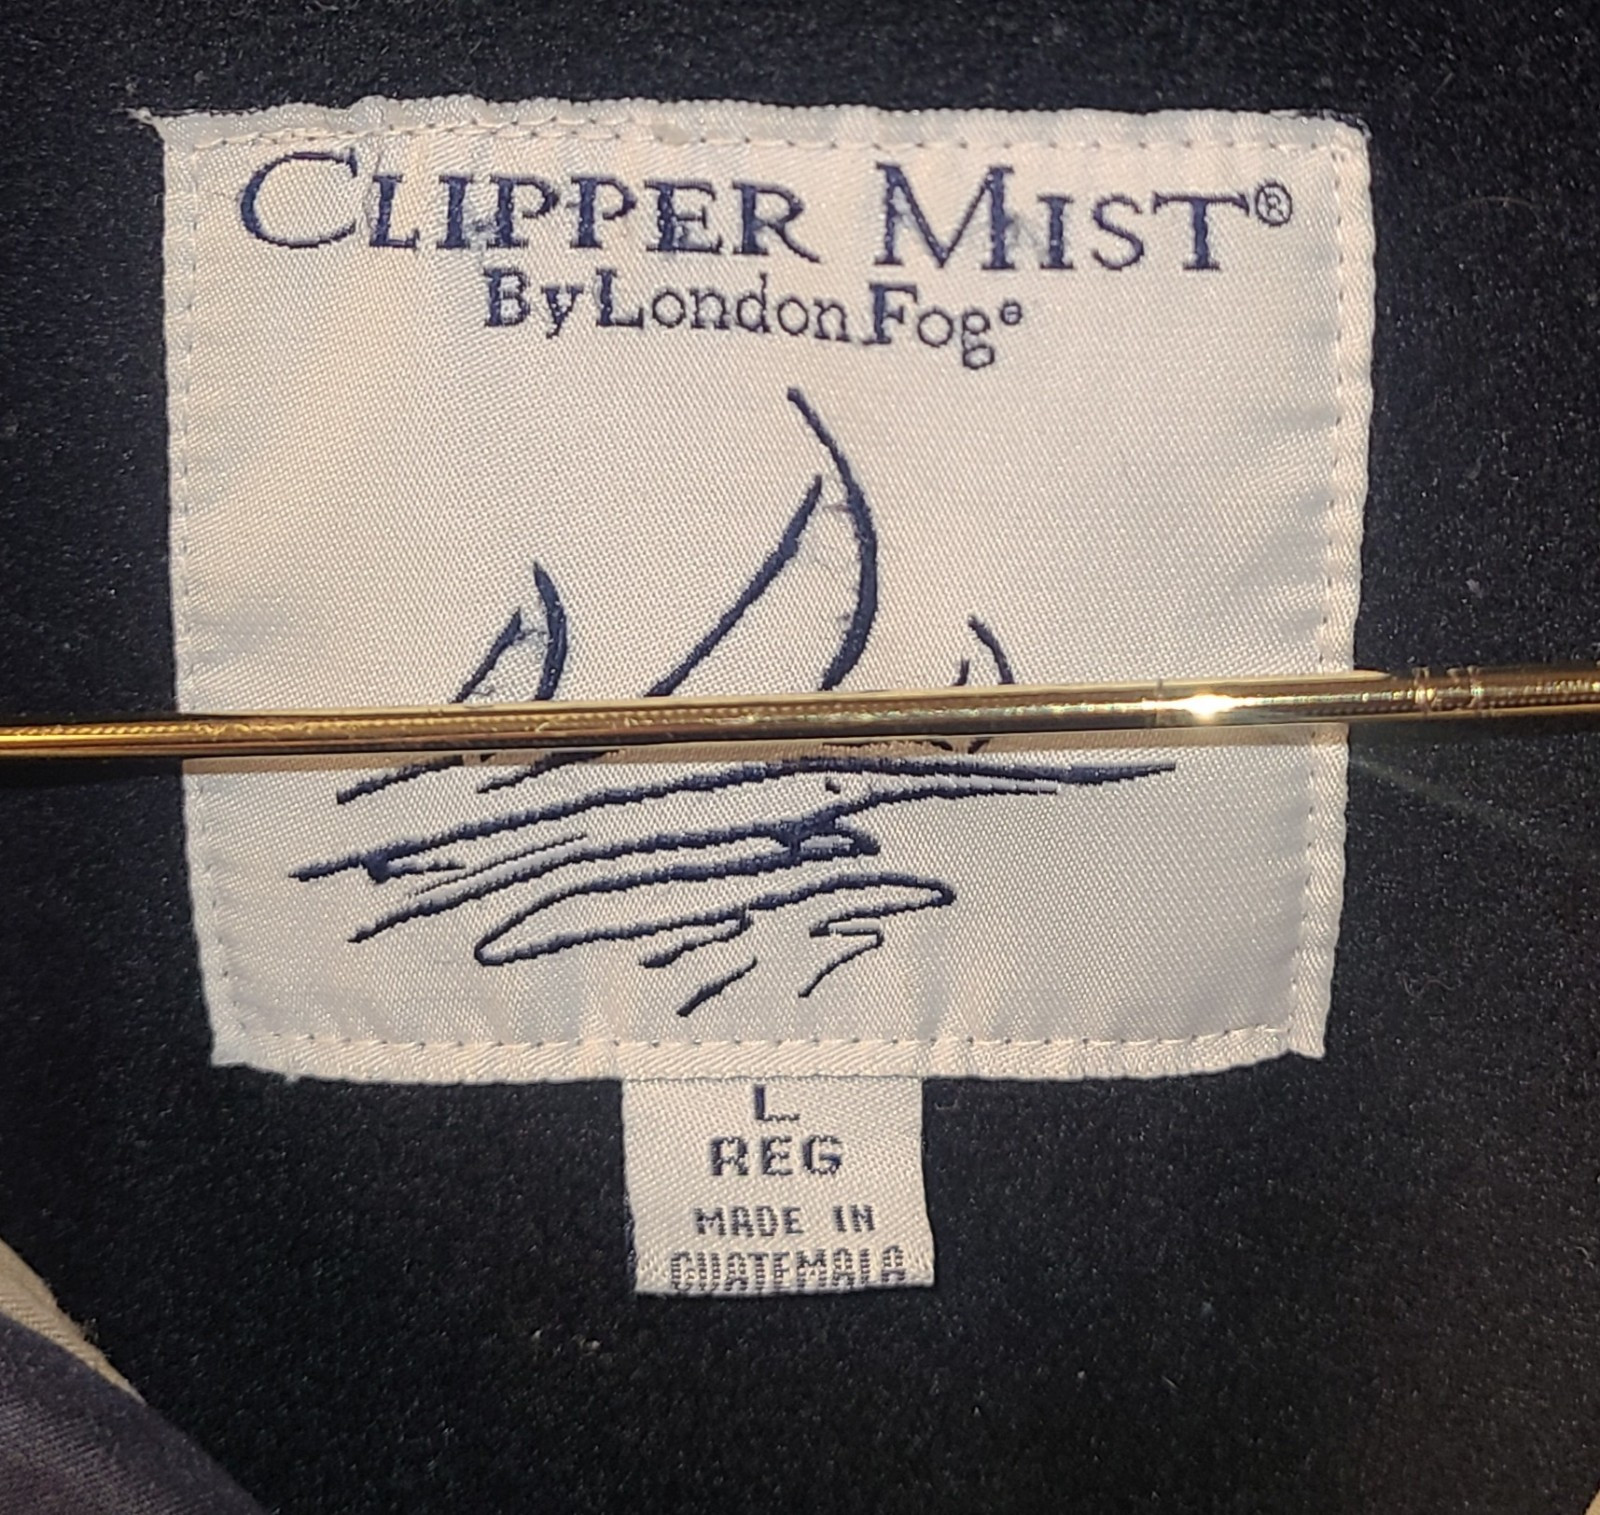 CLIPPER MIST®
By London Fog®
L
REG
MADE IN
GUATEMALA